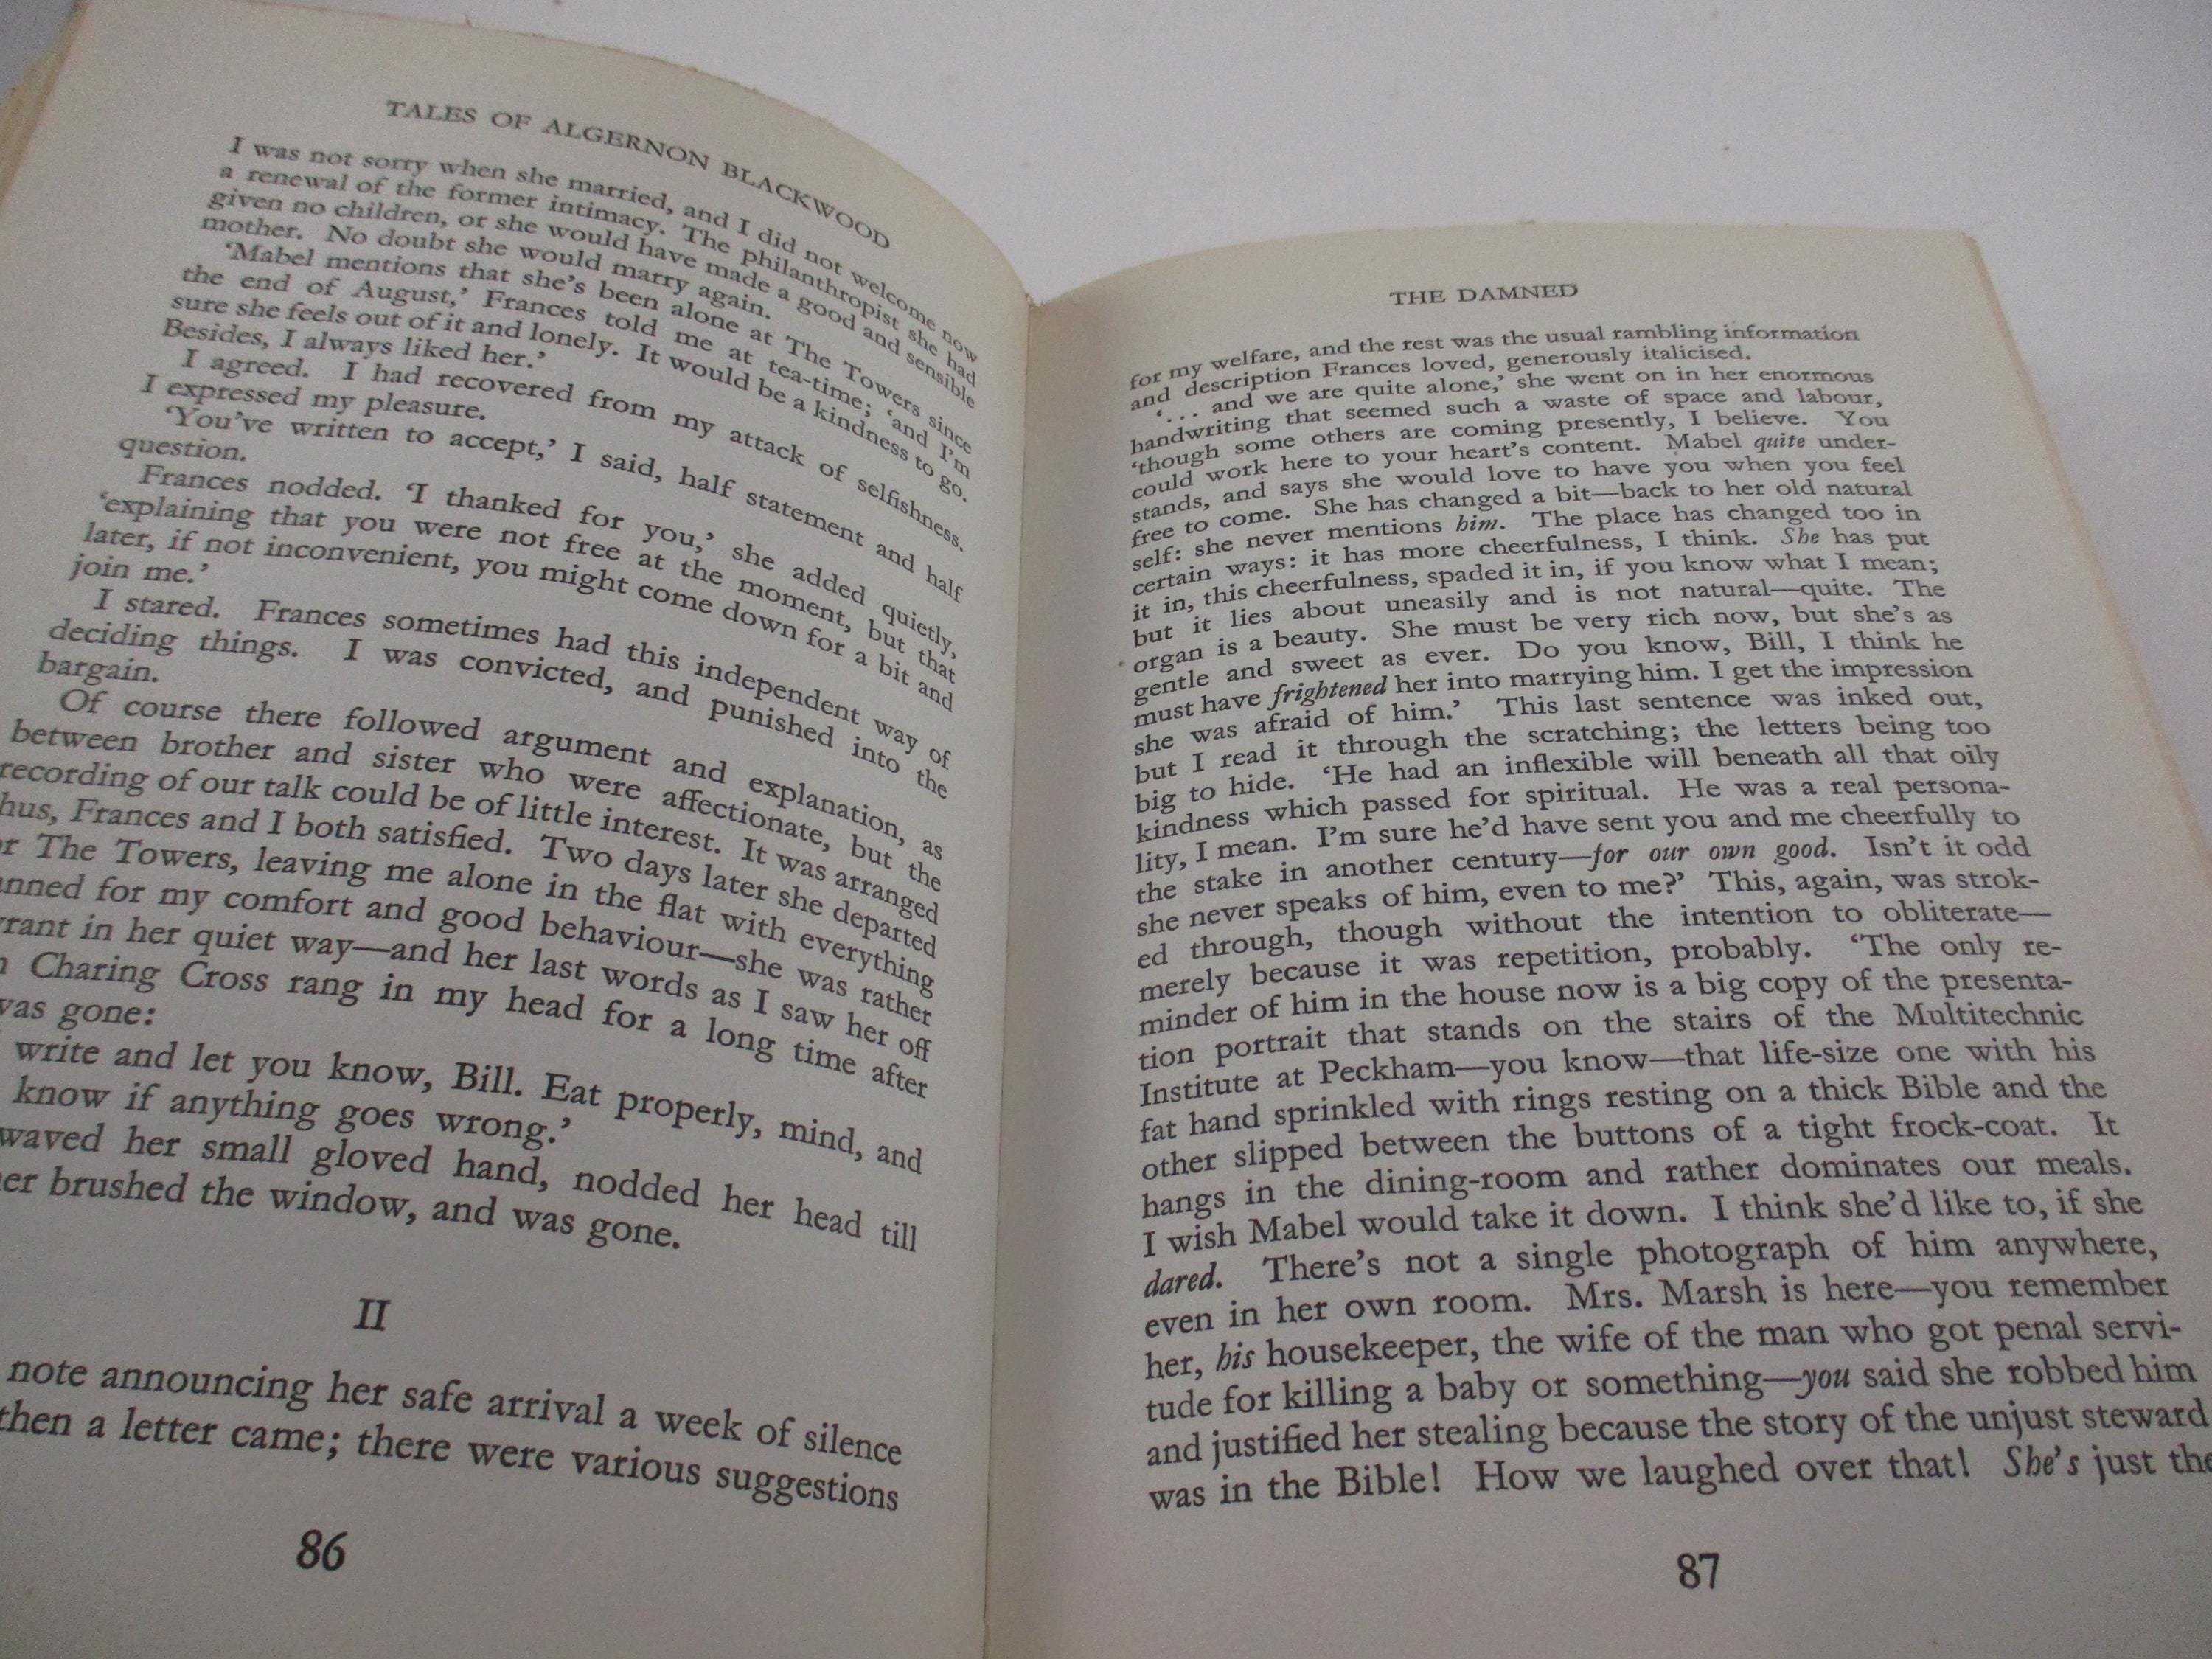 TALES OF ALGERNON BLACKWOOD
I was not sorry when she married, and I did not welcome now
a renewal of the former intimacy. The philanthropist she had
given no children, or she would have made a good and sensible
mother. No doubt she would marry again.
‘Mabel mentions that she’s been alone at The Towers since
the end of August,’ Frances told me at tea-time; ‘and I’m
sure she feels out of it and lonely. It would be a kindness to go.
Besides, I always liked her.’
I agreed. I had recovered from my attack of selfishness.
I expressed my pleasure.
‘You’ve written to accept,’ I said, half statement and half
question.
Frances nodded. ‘I thanked for you,’ she added quietly,
‘explaining that you were not free at the moment, but that
later, if not inconvenient, you might come down for a bit and
join me.’
I stared. Frances sometimes had this independent way of
deciding things. I was convicted, and punished into the
bargain.
Of course there followed argument and explanation, as
between brother and sister who were affectionate, but the
recording of our talk could be of little interest. It was arranged
hus, Frances and I both satisfied. Two days later she departed
r The Towers, leaving me alone in the flat with everything
nned for my comfort and good behaviour—she was rather
rant in her quiet way—and her last words as I saw her off
Charing Cross rang in my head for a long time after
was gone:
write and let you know, Bill. Eat properly, mind, and
know if anything goes wrong.’
waved her small gloved hand, nodded her head till
er brushed the window, and was gone.
II
note announcing her safe arrival a week of silence
then a letter came; there were various suggestions
86
THE DAMNED
for my welfare, and the rest was the usual rambling information
and description Frances loved, generously italicised.
‘. . . and we are quite alone,’ she went on in her enormous
handwriting that seemed such a waste of space and labour,
‘though some others are coming presently, I believe. You
could work here to your heart’s content. Mabel quite under-
stands, and says she would love to have you when you feel
free to come. She has changed a bit—back to her old natural
self: she never mentions him. The place has changed too in
certain ways: it has more cheerfulness, I think. She has put
it in, this cheerfulness, spaded it in, if you know what I mean;
but it lies about uneasily and is not natural—quite. The
organ is a beauty. She must be very rich now, but she’s as
gentle and sweet as ever. Do you know, Bill, I think he
must have frightened her into marrying him. I get the impression
she was afraid of him.’ This last sentence was inked out,
but I read it through the scratching; the letters being too
big to hide. ‘He had an inflexible will beneath all that oily
kindness which passed for spiritual. He was a real persona-
lity, I mean. I’m sure he’d have sent you and me cheerfully to
the stake in another century—for our own good. Isn’t it odd
she never speaks of him, even to me?’ This, again, was strok-
ed through, though without the intention to obliterate—
merely because it was repetition, probably. ‘The only re-
minder of him in the house now is a big copy of the presenta-
tion portrait that stands on the stairs of the Multitechnic
Institute at Peckham—you know—that life-size one with his
fat hand sprinkled with rings resting on a thick Bible and the
other slipped between the buttons of a tight frock-coat. It
hangs in the dining-room and rather dominates our meals.
I wish Mabel would take it down. I think she’d like to, if she
dared. There’s not a single photograph of him anywhere,
even in her own room. Mrs. Marsh is here—you remember
her, his housekeeper, the wife of the man who got penal servi-
tude for killing a baby or something—you said she robbed him
and justified her stealing because the story of the unjust steward
was in the Bible! How we laughed over that! She’s just the
87